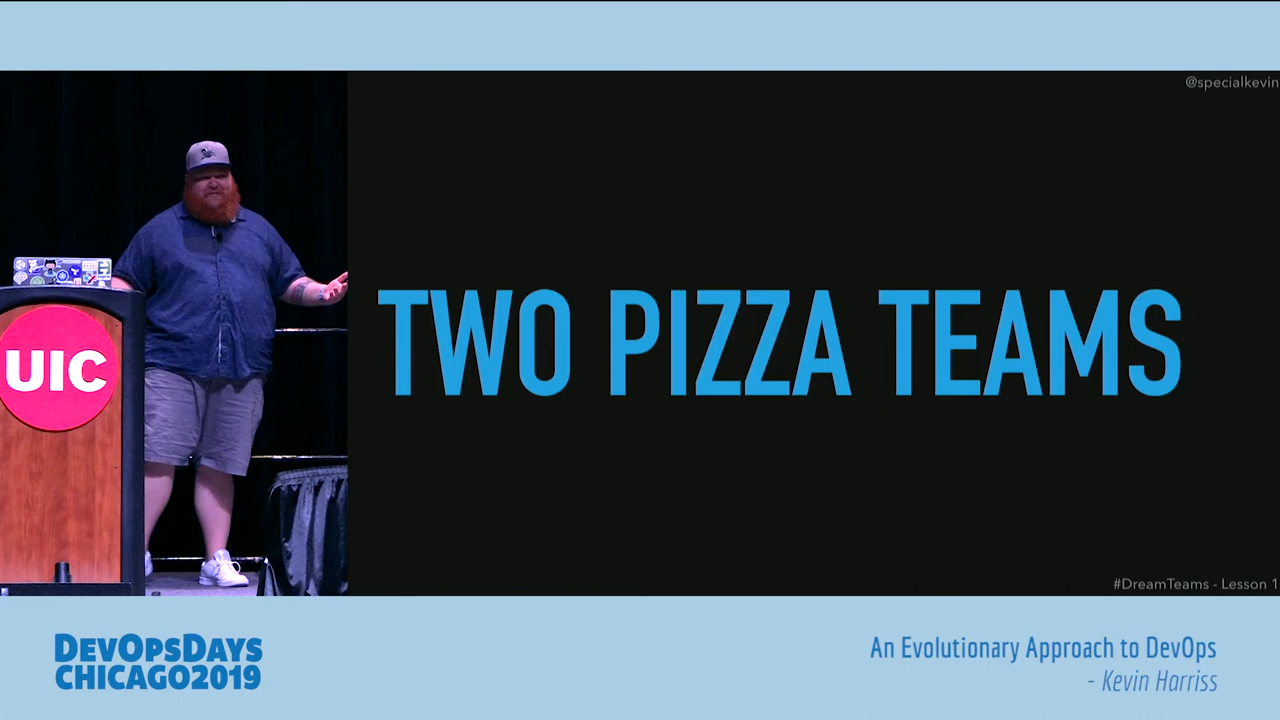 @specialkevin
TWO PIZZA TEAMS
UIC
#DreamTeams - Lesson 1
DEVOPSDAYS
CHICAGO2019
An Evolutionary Approach to DevOps
- Kevin Harriss